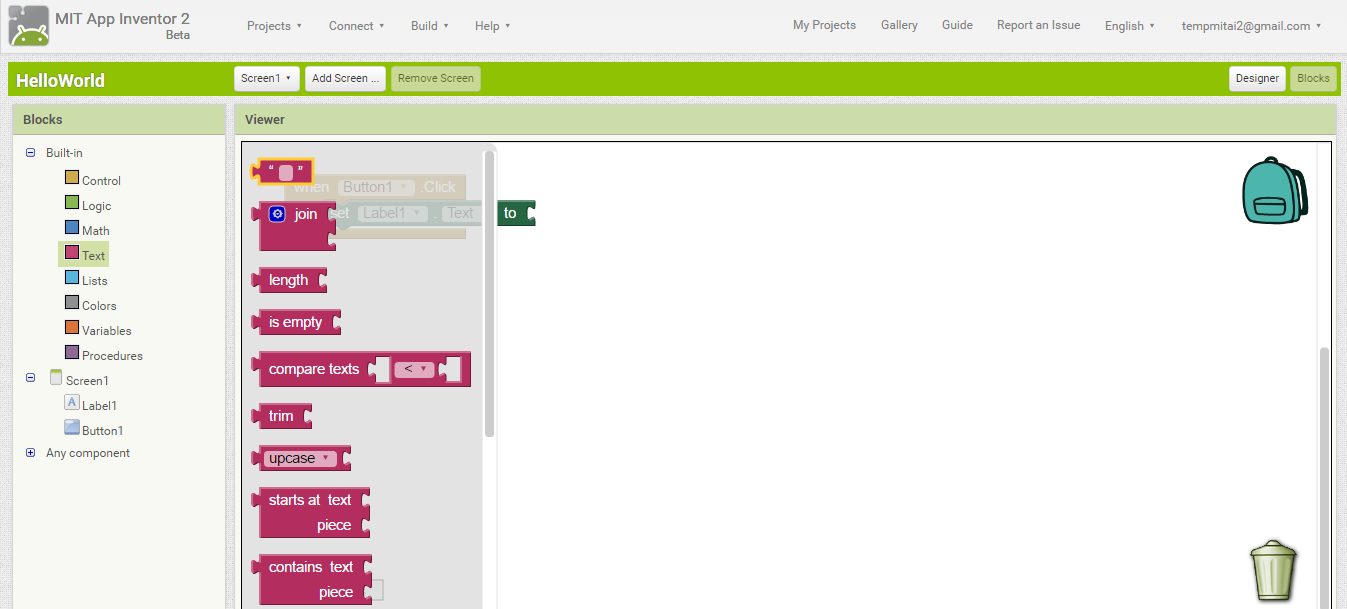 MIT App Inventor 2
Beta
Projects Connect Build Help My Projects Gallery Guide Report an Issue English tempmitai2@gmail.com
HelloWorld Screen1 Add Screen ... Remove Screen Designer Blocks
Blocks Viewer
Built-in
Control
Logic
Math
Text
Lists
Colors
Variables
Procedures
Screen1
A Label1
Button1
Any component
“ ”
when Button1 .Click
join set Label1 . Text to
length
is empty
compare texts <
trim
upcase
starts at text
piece
contains text
piece